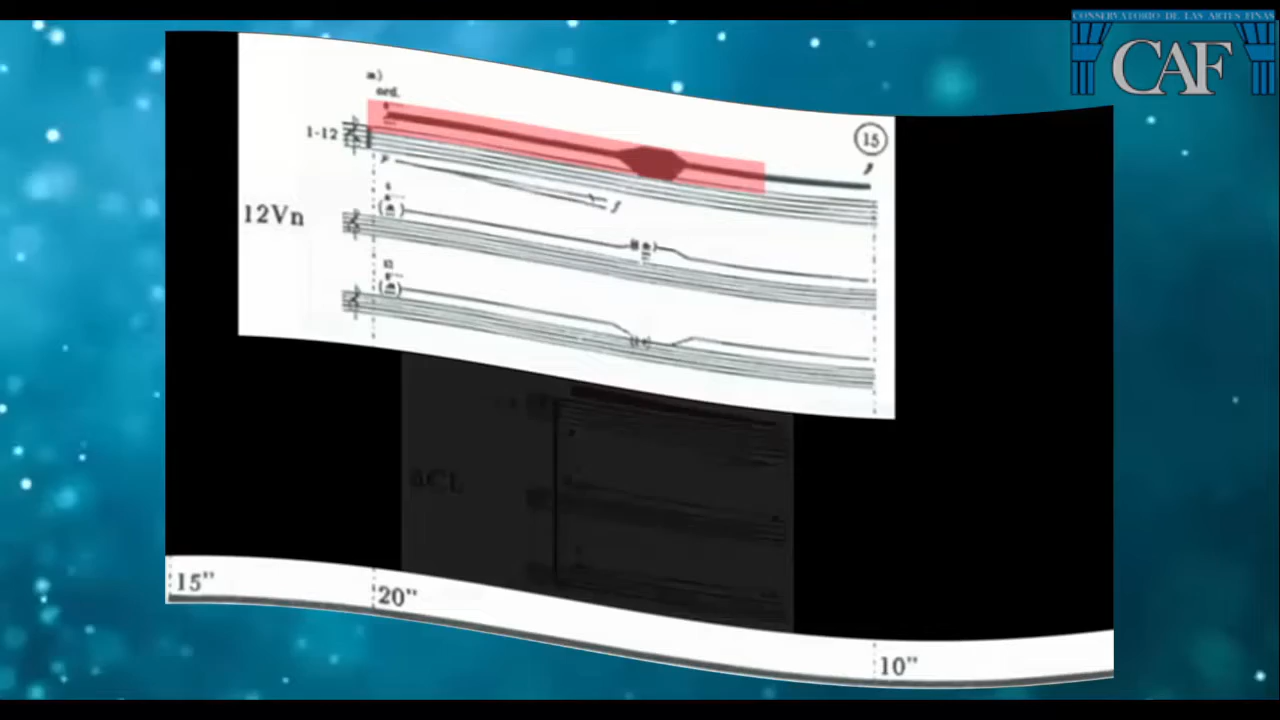 CONSERVATORIO DE LAS ARTES FINAS
CAF
a)
ord.
1-12
15
p
f
12Vn
15"
20"
10"